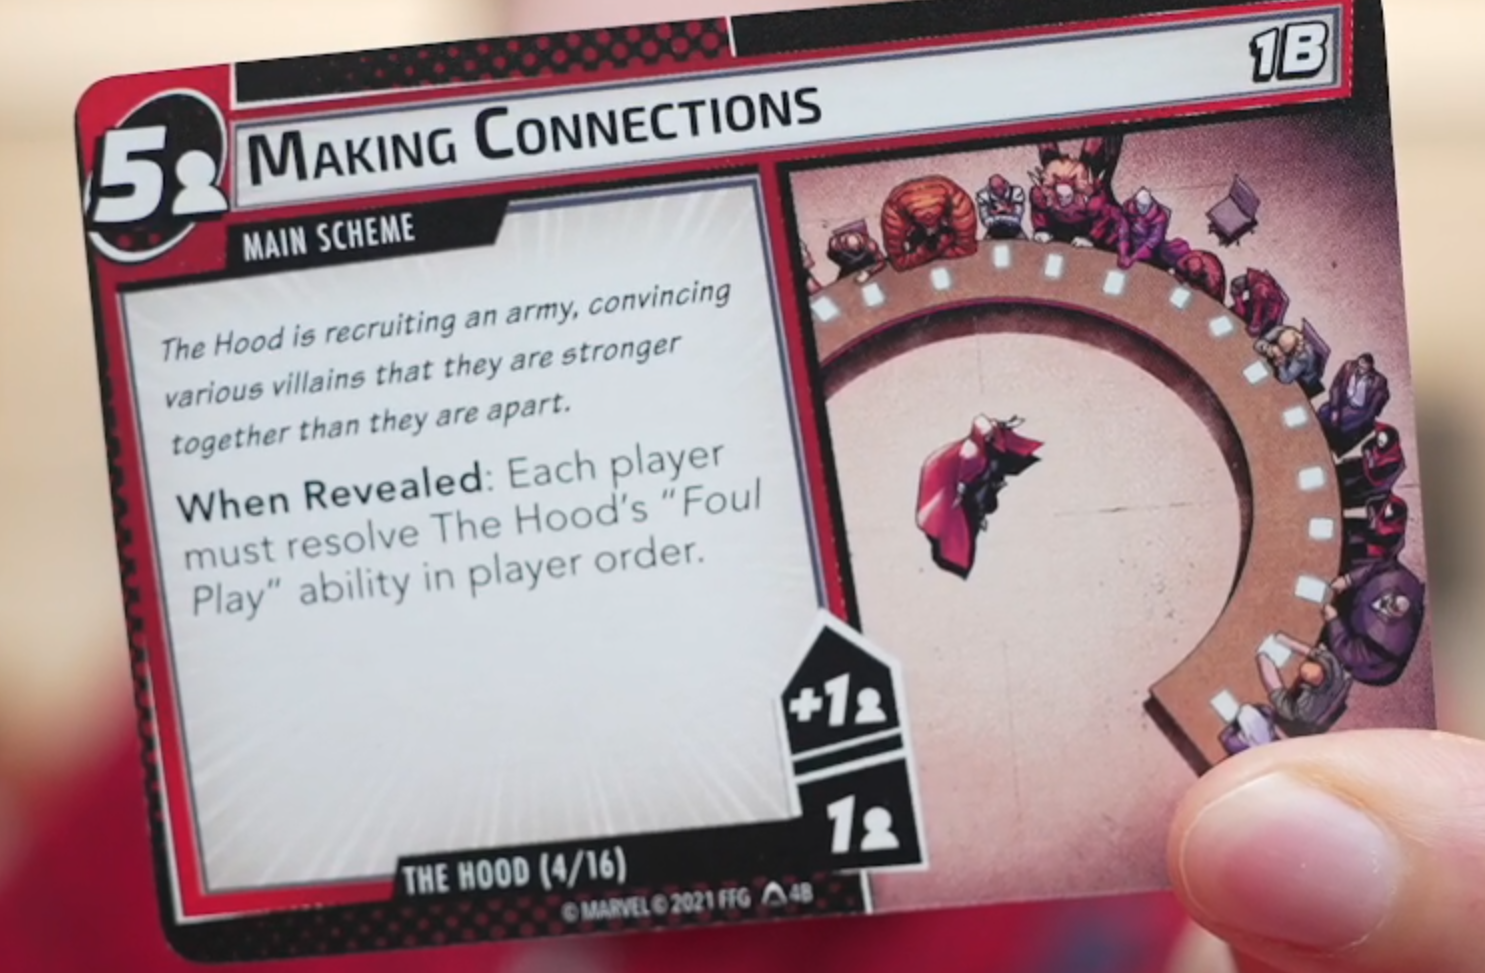 5
MAKING CONNECTIONS
1B
MAIN SCHEME
The Hood is recruiting an army, convincing
various villains that they are stronger
together than they are apart.
When Revealed: Each player
must resolve The Hood's "Foul
Play" ability in player order.
+1
1
THE HOOD (4/16)
© MARVEL © 2021 FFG 4B